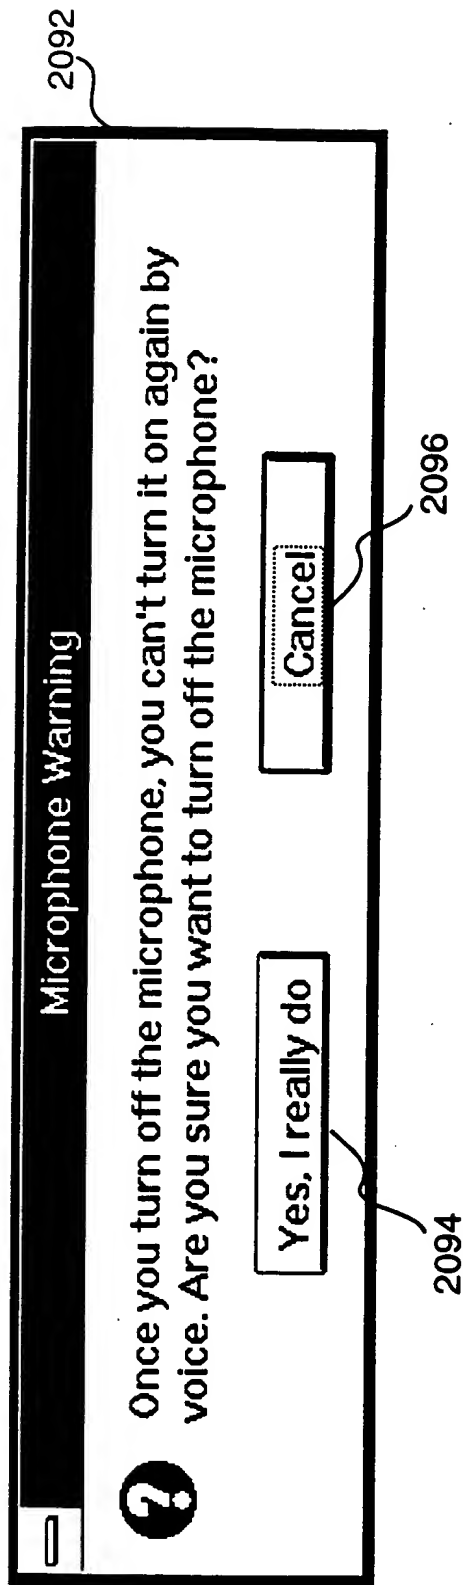 2092
Microphone Warning
? Once you turn off the microphone, you can't turn it on again by
voice. Are you sure you want to turn off the microphone?
Yes, I really do
Cancel
2094
2096